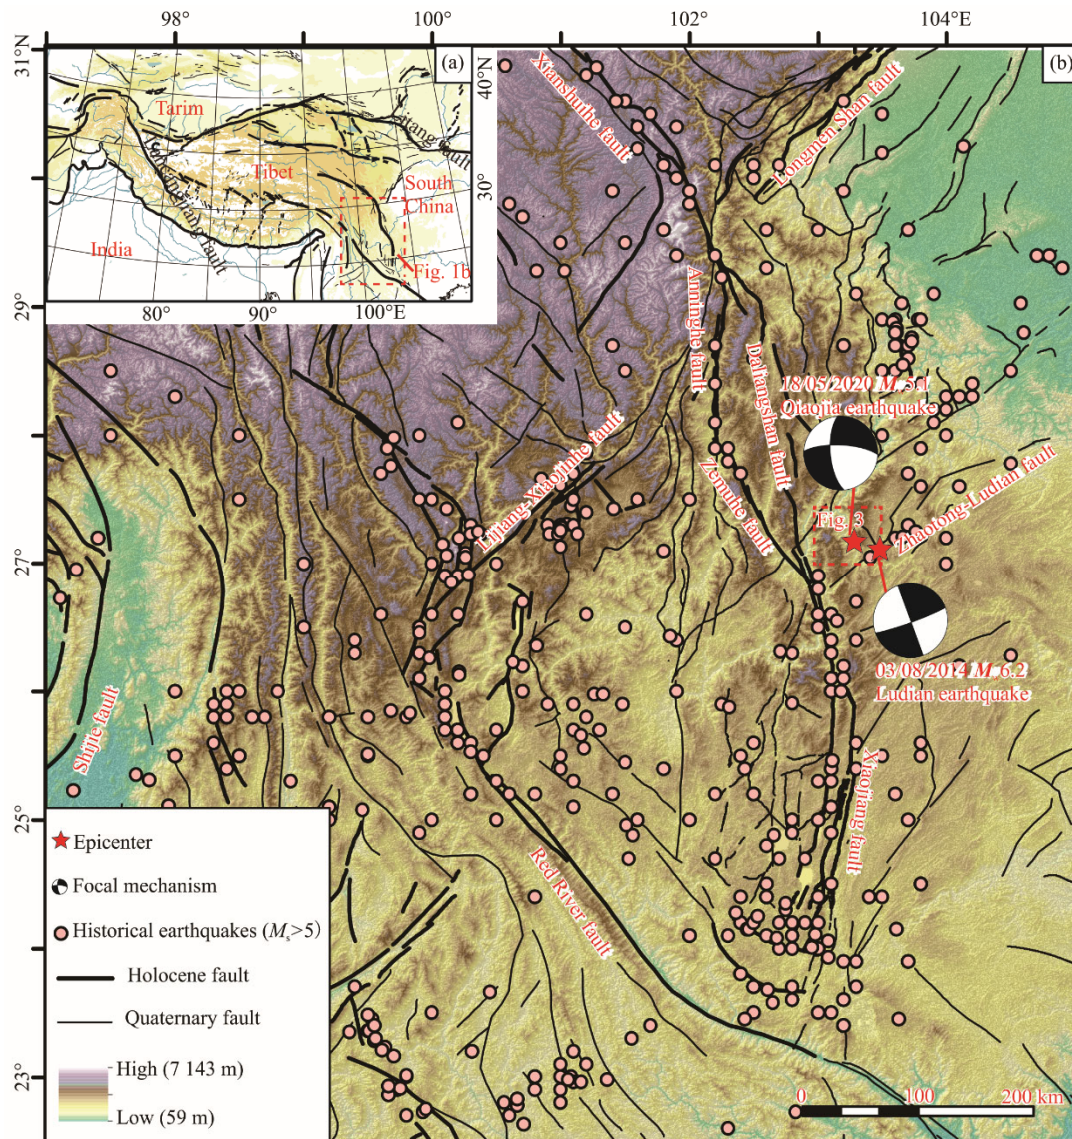 98°
100°
102°
104°E
31°N
29°
27°
25°
23°
(a)
(b)
40°N
30°
80°
90°
100°E
Tarim
Tibet
South
China
India
Fig. 1b
Xianshuihe fault
Longmen Shan fault
Anninghe fault
Daliangshan fault
18/05/2020 Ms5.1
Qiaojia earthquake
Zemuhe fault
Lijiang-Xiaojinhe fault
Fig. 3
Zhaotong-Ludian fault
03/08/2014 Ms6.2
Ludian earthquake
Shijie fault
Xiaojiang fault
Red River fault
Epicenter
Focal mechanism
Historical earthquakes (Ms>5)
Holocene fault
Quaternary fault
High (7 143 m)
Low (59 m)
0
100
200 km